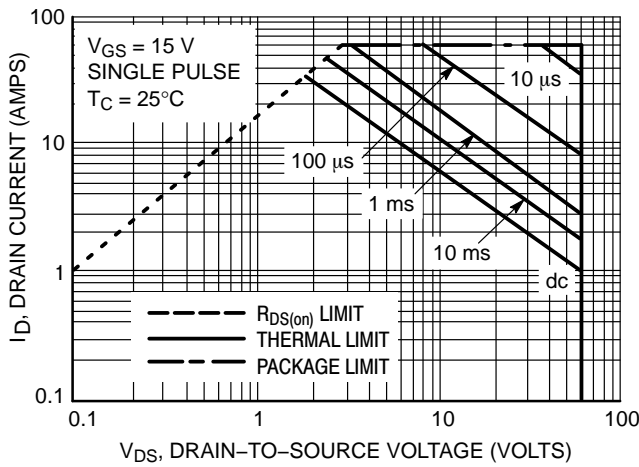 100
10
1
0.1
I_D, DRAIN CURRENT (AMPS)
V_GS = 15 V
SINGLE PULSE
T_C = 25°C
10 μs
100 μs
1 ms
10 ms
dc
R_DS(on) LIMIT
THERMAL LIMIT
PACKAGE LIMIT
0.1 1 10 100
V_DS, DRAIN−TO−SOURCE VOLTAGE (VOLTS)